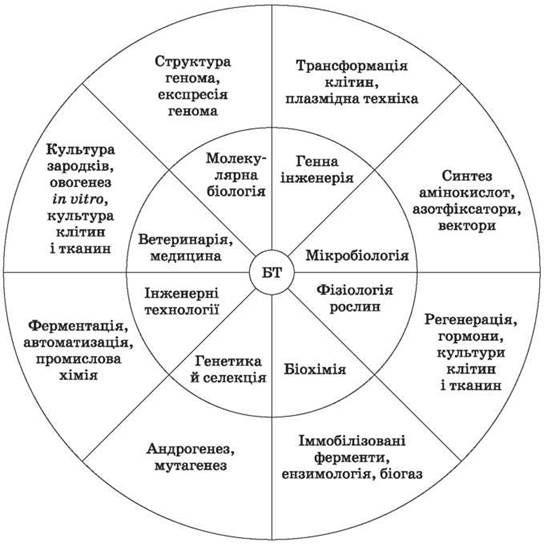 Структура
генома,
експресія
генома
Трансформація
клітин,
плазмідна техніка
Культура
зародків,
овогенез
in vitro,
культура
клітин
і тканин
Молеку-
лярна
біологія
Генна
інженерія
Синтез
амінокислот,
азотфіксатори,
вектори
Ветеринарія,
медицина
Мікробіологія
БТ
Інженерні
технології
Фізіологія
рослин
Ферментація,
автоматизація,
промислова
хімія
Регенерація,
гормони,
культури
клітин
і тканин
Генетика
й селекція
Біохімія
Андрогенез,
мутагенез
Іммобілізовані
ферменти,
ензимологія, біогаз